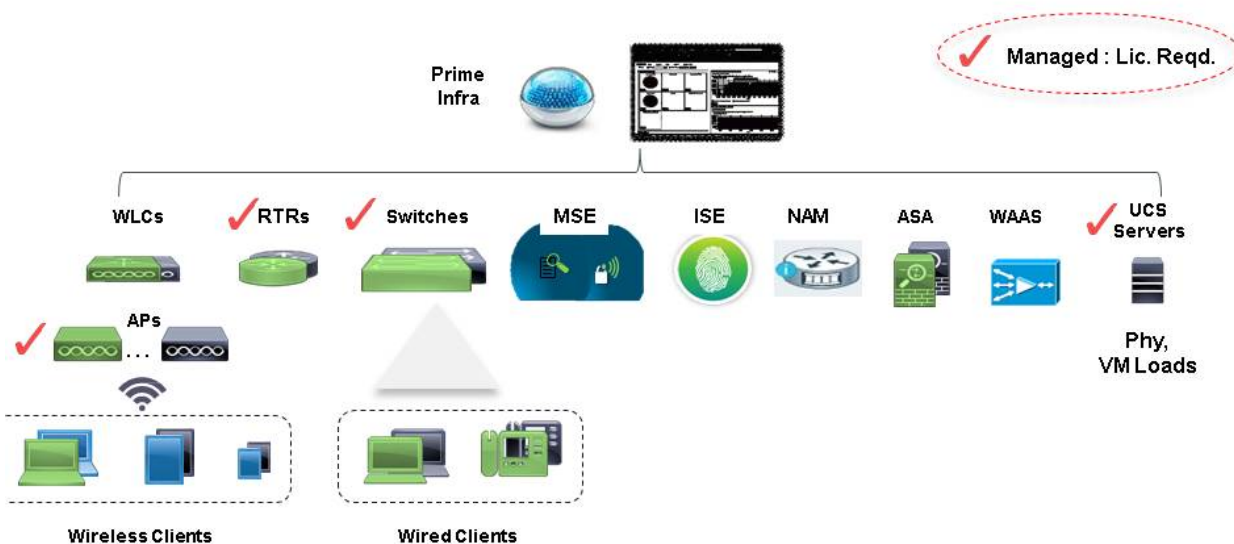 Prime
Infra
✓ Managed : Lic. Reqd.
WLCs
✓ RTRs
✓ Switches
MSE
ISE
NAM
ASA
WAAS
✓ UCS
Servers
✓ APs
...
Phy,
VM Loads
Wireless Clients
Wired Clients